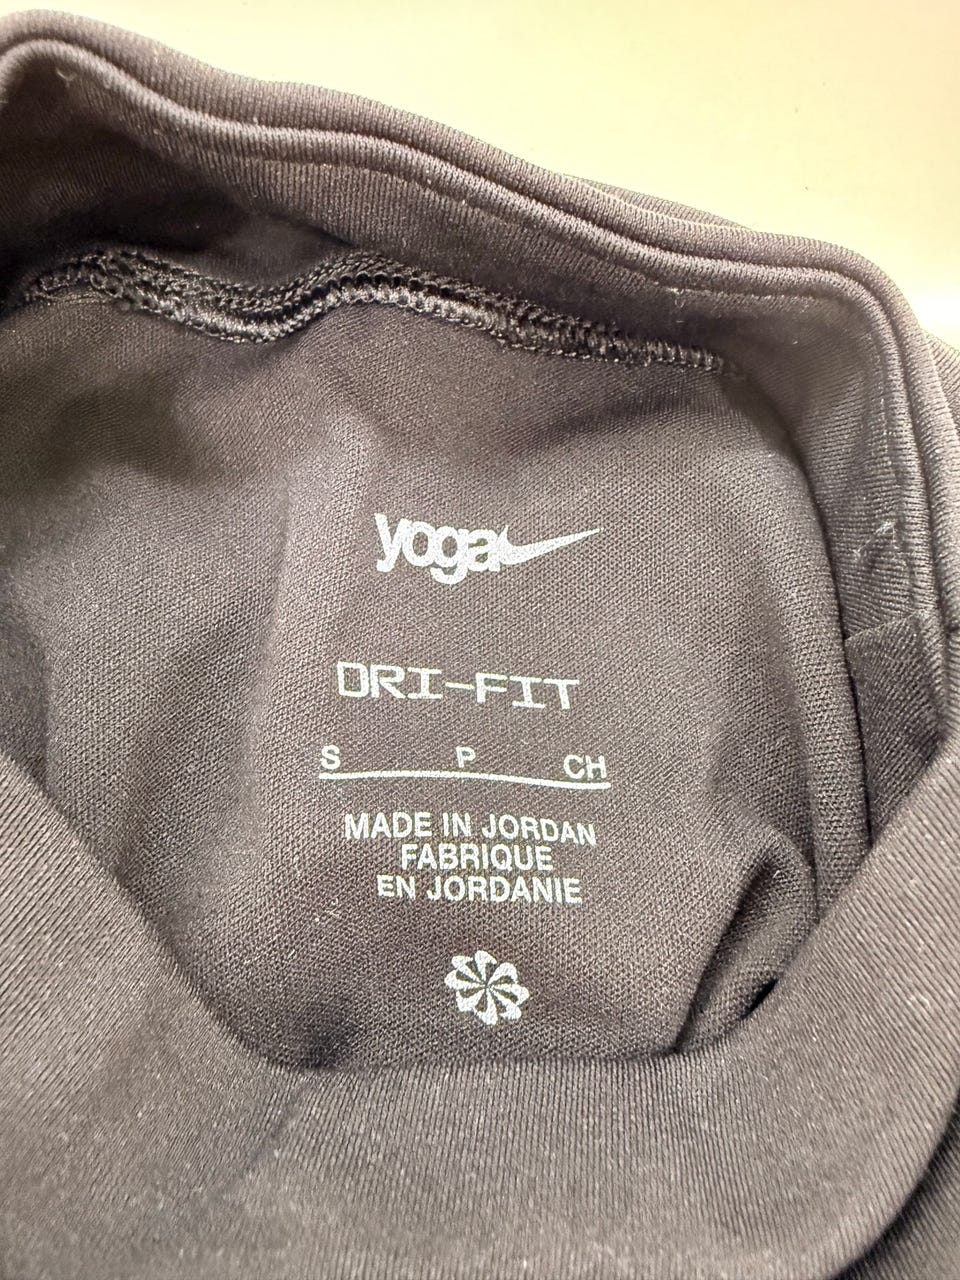 yoga
DRI-FIT
S P CH
MADE IN JORDAN
FABRIQUE
EN JORDANIE